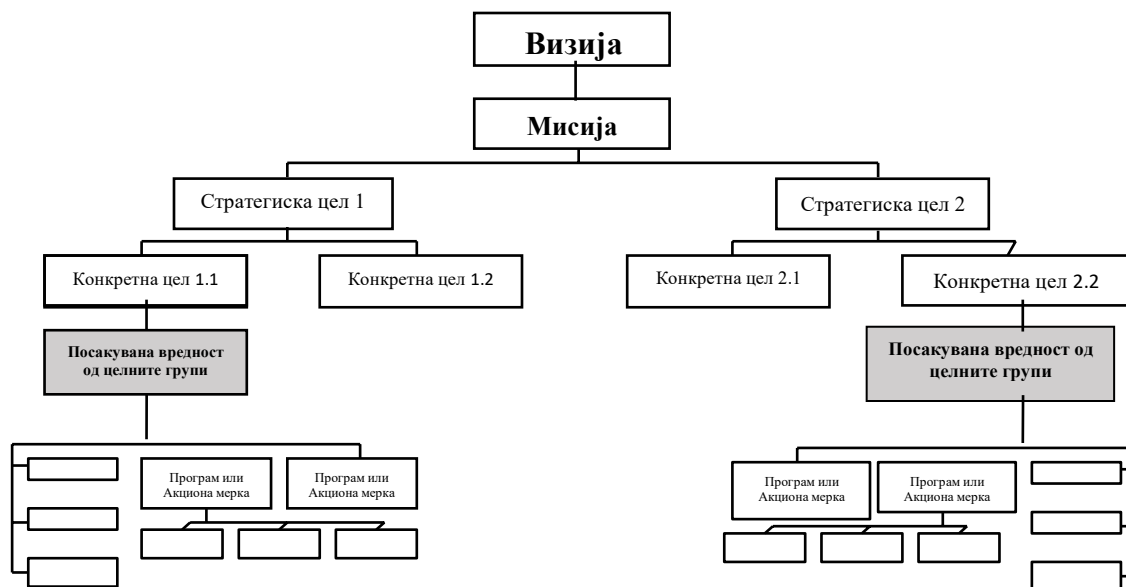 Визија
Мисија
Стратегиска цел 1
Стратегиска цел 2
Конкретна цел 1.1
Конкретна цел 1.2
Конкретна цел 2.1
Конкретна цел 2.2
Посакувана вредност
од целните групи
Посакувана вредност од
целните групи
Програм или
Акциона мерка
Програм или
Акциона мерка
Програм или
Акциона мерка
Програм или
Акциона мерка